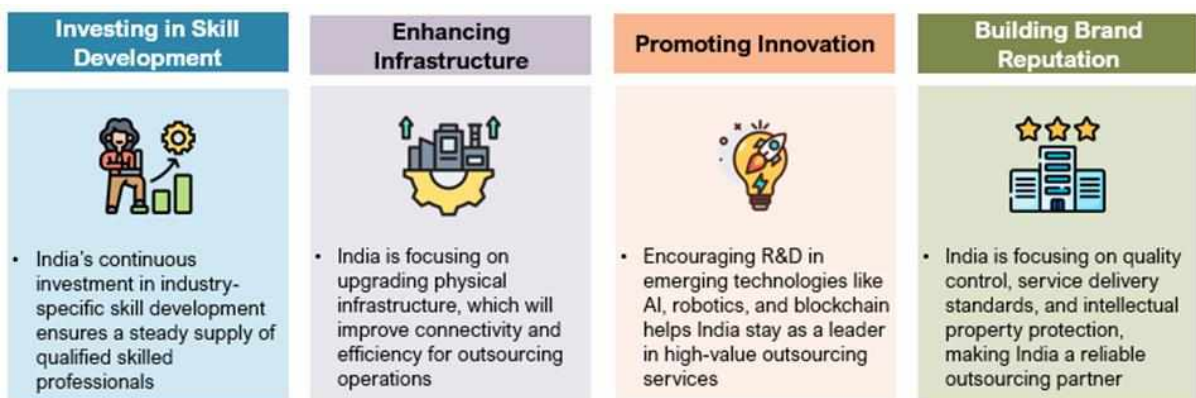 Investing in Skill
Development
• India's continuous
investment in industry-
specific skill development
ensures a steady supply of
qualified skilled
professionals
Enhancing
Infrastructure
• India is focusing on
upgrading physical
infrastructure, which will
improve connectivity and
efficiency for outsourcing
operations
Promoting Innovation
• Encouraging R&D in
emerging technologies like
AI, robotics, and blockchain
helps India stay as a leader
in high-value outsourcing
services
Building Brand
Reputation
• India is focusing on quality
control, service delivery
standards, and intellectual
property protection,
making India a reliable
outsourcing partner